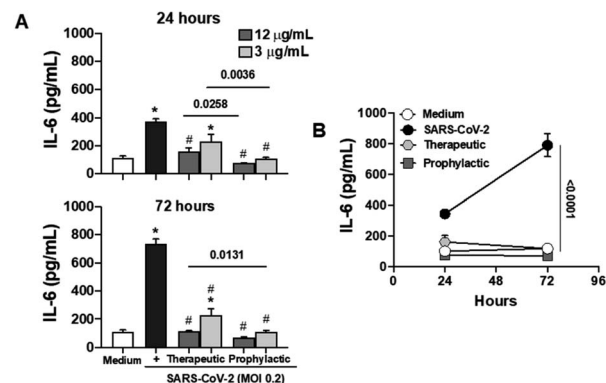 A
24 hours
12 μg/mL
3 μg/mL
IL-6 (pg/mL)
1000
800
600
400
200
0
0.0036
0.0258
*
#
*
#
#
72 hours
IL-6 (pg/mL)
1000
800
600
400
200
0
0.0131
*
#
#
*
#
#
Medium + Therapeutic Prophylactic
SARS-CoV-2 (MOI 0.2)
B
Medium
SARS-CoV-2
Therapeutic
Prophylactic
IL-6 (pg/mL)
1000
800
600
400
200
0
<0.0001
0 24 48 72 96
Hours